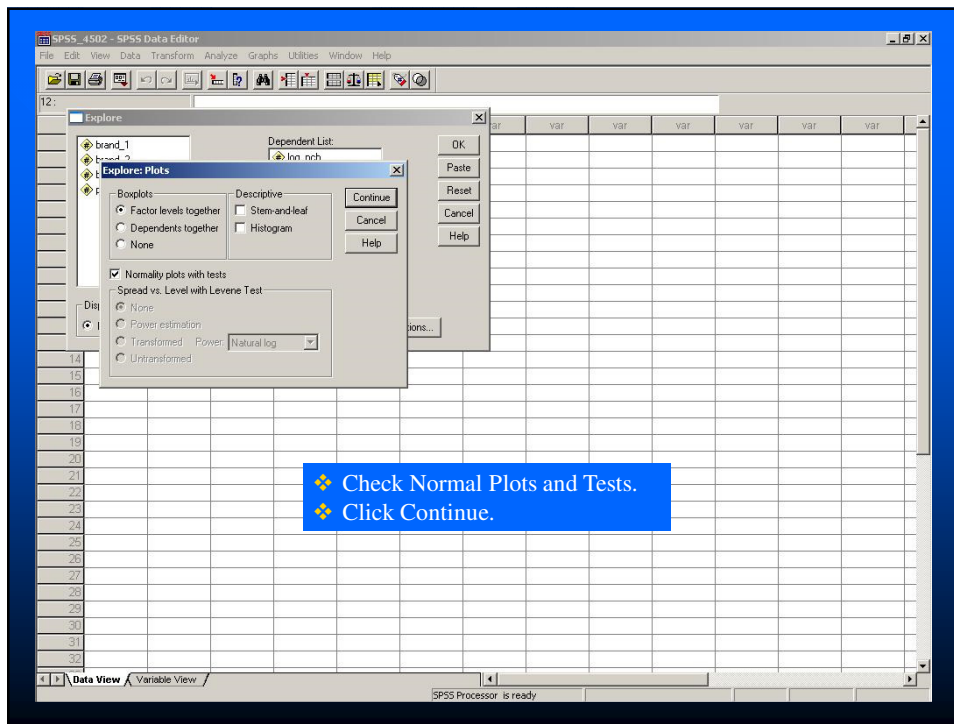 SPSS_4502 - SPSS Data Editor
File Edit View Data Transform Analyze Graphs Utilities Window Help
12:
Explore
var var var var var var
brand_1
Dependent List:
log_pcb
OK
Paste
Reset
Cancel
Help
Explore: Plots
Boxplots
Factor levels together
Dependents together
None
Descriptive
Stem-and-leaf
Histogram
Continue
Cancel
Help
Normality plots with tests
Spread vs. Level with Levene Test
None
Power estimation
Transformed Power: Natural log
Untransformed
14
15
16
17
18
19
20
21
22
23
24
25
26
27
28
29
30
31
32
Check Normal Plots and Tests.
Click Continue.
Data View Variable View
SPSS Processor is ready